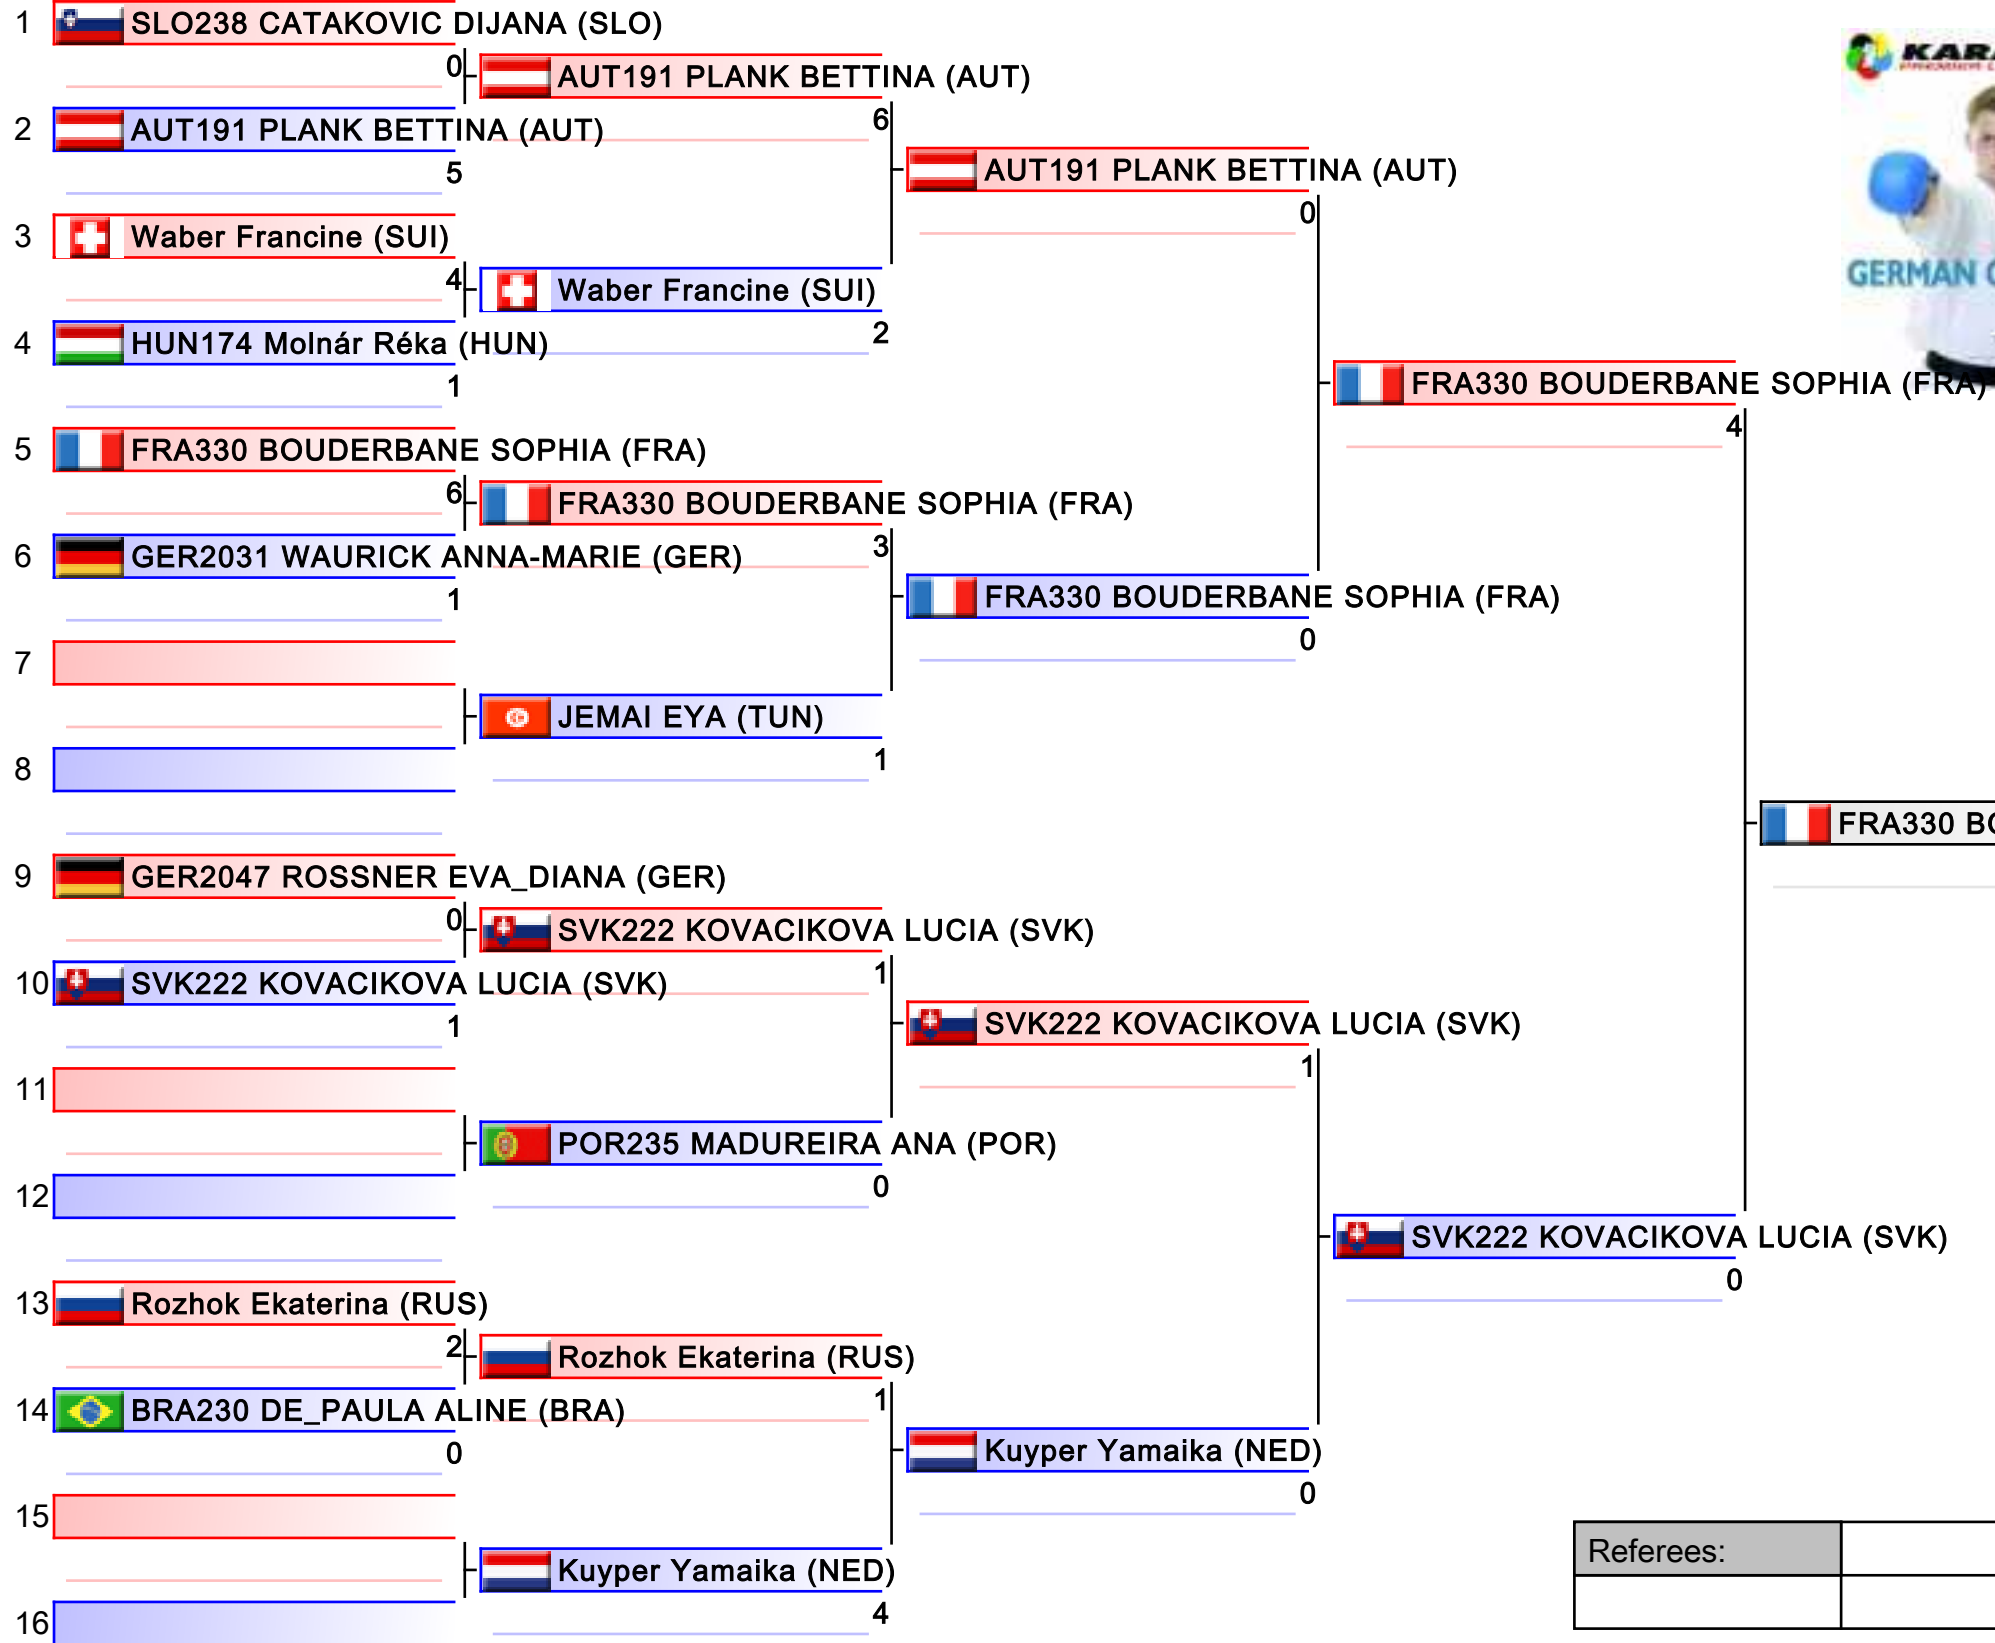 1 SLO238 CATAKOVIC DIJANA (SLO)
0
AUT191 PLANK BETTINA (AUT)
6
2 AUT191 PLANK BETTINA (AUT)
5
AUT191 PLANK BETTINA (AUT)
0
3 Waber Francine (SUI)
4
Waber Francine (SUI)
2
4 HUN174 Molnár Réka (HUN)
1
FRA330 BOUDERBANE SOPHIA (FRA)
4
5 FRA330 BOUDERBANE SOPHIA (FRA)
6
FRA330 BOUDERBANE SOPHIA (FRA)
3
6 GER2031 WAURICK ANNA-MARIE (GER)
1
FRA330 BOUDERBANE SOPHIA (FRA)
0
7
JEMAI EYA (TUN)
1
8
FRA330 BO
9 GER2047 ROSSNER EVA_DIANA (GER)
0
SVK222 KOVACIKOVA LUCIA (SVK)
1
10 SVK222 KOVACIKOVA LUCIA (SVK)
1
SVK222 KOVACIKOVA LUCIA (SVK)
1
11
POR235 MADUREIRA ANA (POR)
0
12
SVK222 KOVACIKOVA LUCIA (SVK)
0
13 Rozhok Ekaterina (RUS)
2
Rozhok Ekaterina (RUS)
1
14 BRA230 DE_PAULA ALINE (BRA)
0
Kuyper Yamaika (NED)
0
15
Kuyper Yamaika (NED)
4
16
KARA
GERMAN
Referees: